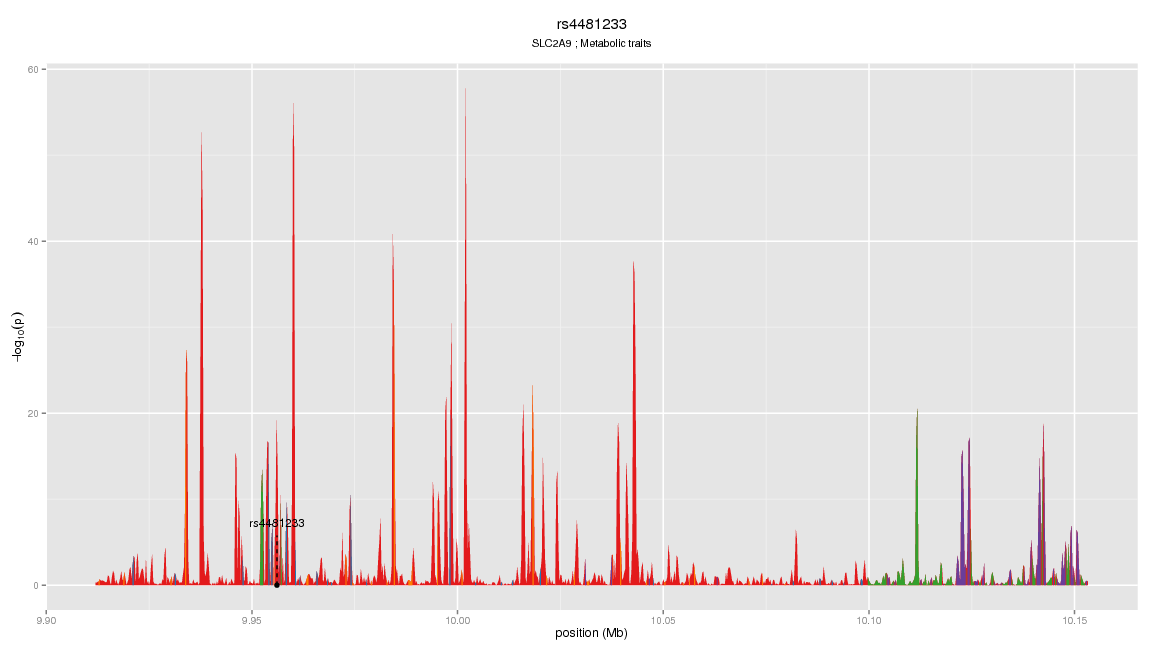 rs4481233
SLC2A9 ; Metabolic traits
60
40
20
0
−log10(p)
rs4481233
9.90
9.95
10.00
10.05
10.10
10.15
position (Mb)